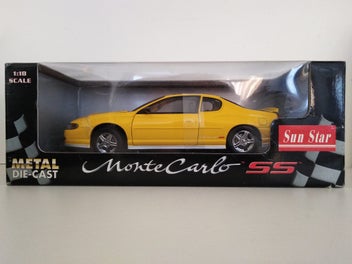 1:18
SCALE
Sun Star
METAL
DIE-CAST
Monte Carlo SS